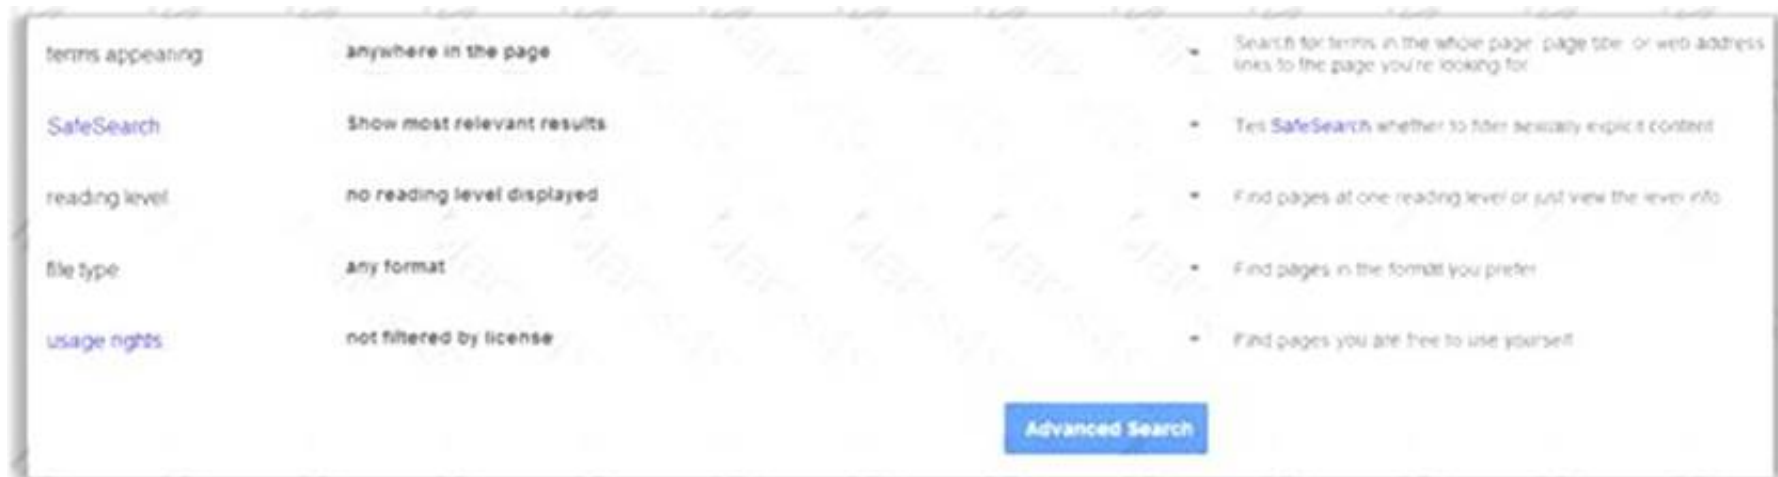 terms appearing
anywhere in the page
Search for terms in the whole page, page title, or web address,
links to the page you're looking for.
SafeSearch
Show most relevant results
Tell SafeSearch whether to filter sexually explicit content.
reading level
no reading level displayed
Find pages at one reading level or just view the level info.
file type
any format
Find pages in the format you prefer.
usage rights
not filtered by license
Find pages you are free to use yourself.
Advanced Search